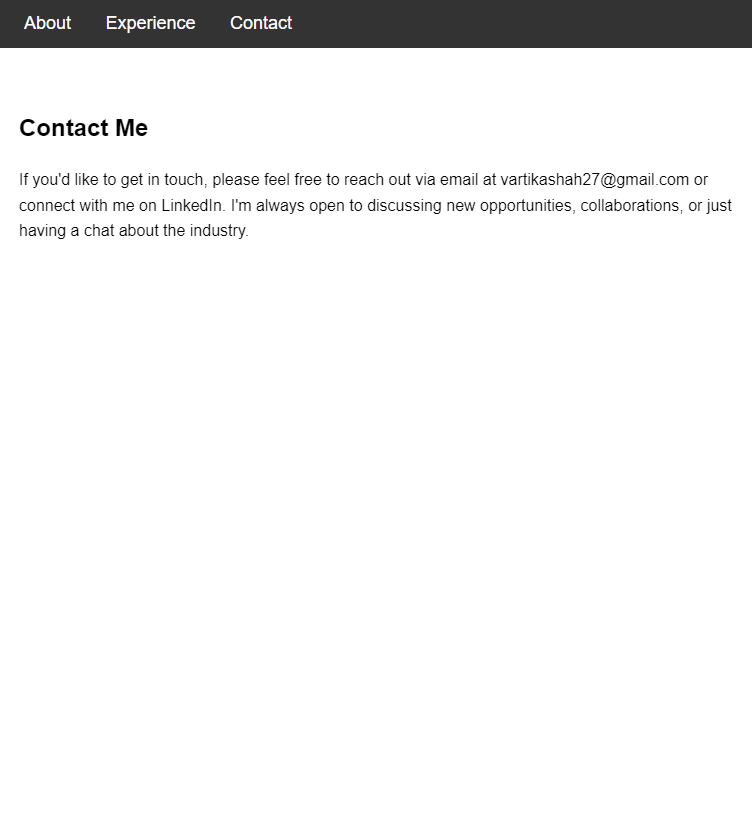 About Experience Contact
Contact Me
If you'd like to get in touch, please feel free to reach out via email at vartikashah27@gmail.com or
connect with me on LinkedIn. I'm always open to discussing new opportunities, collaborations, or just
having a chat about the industry.